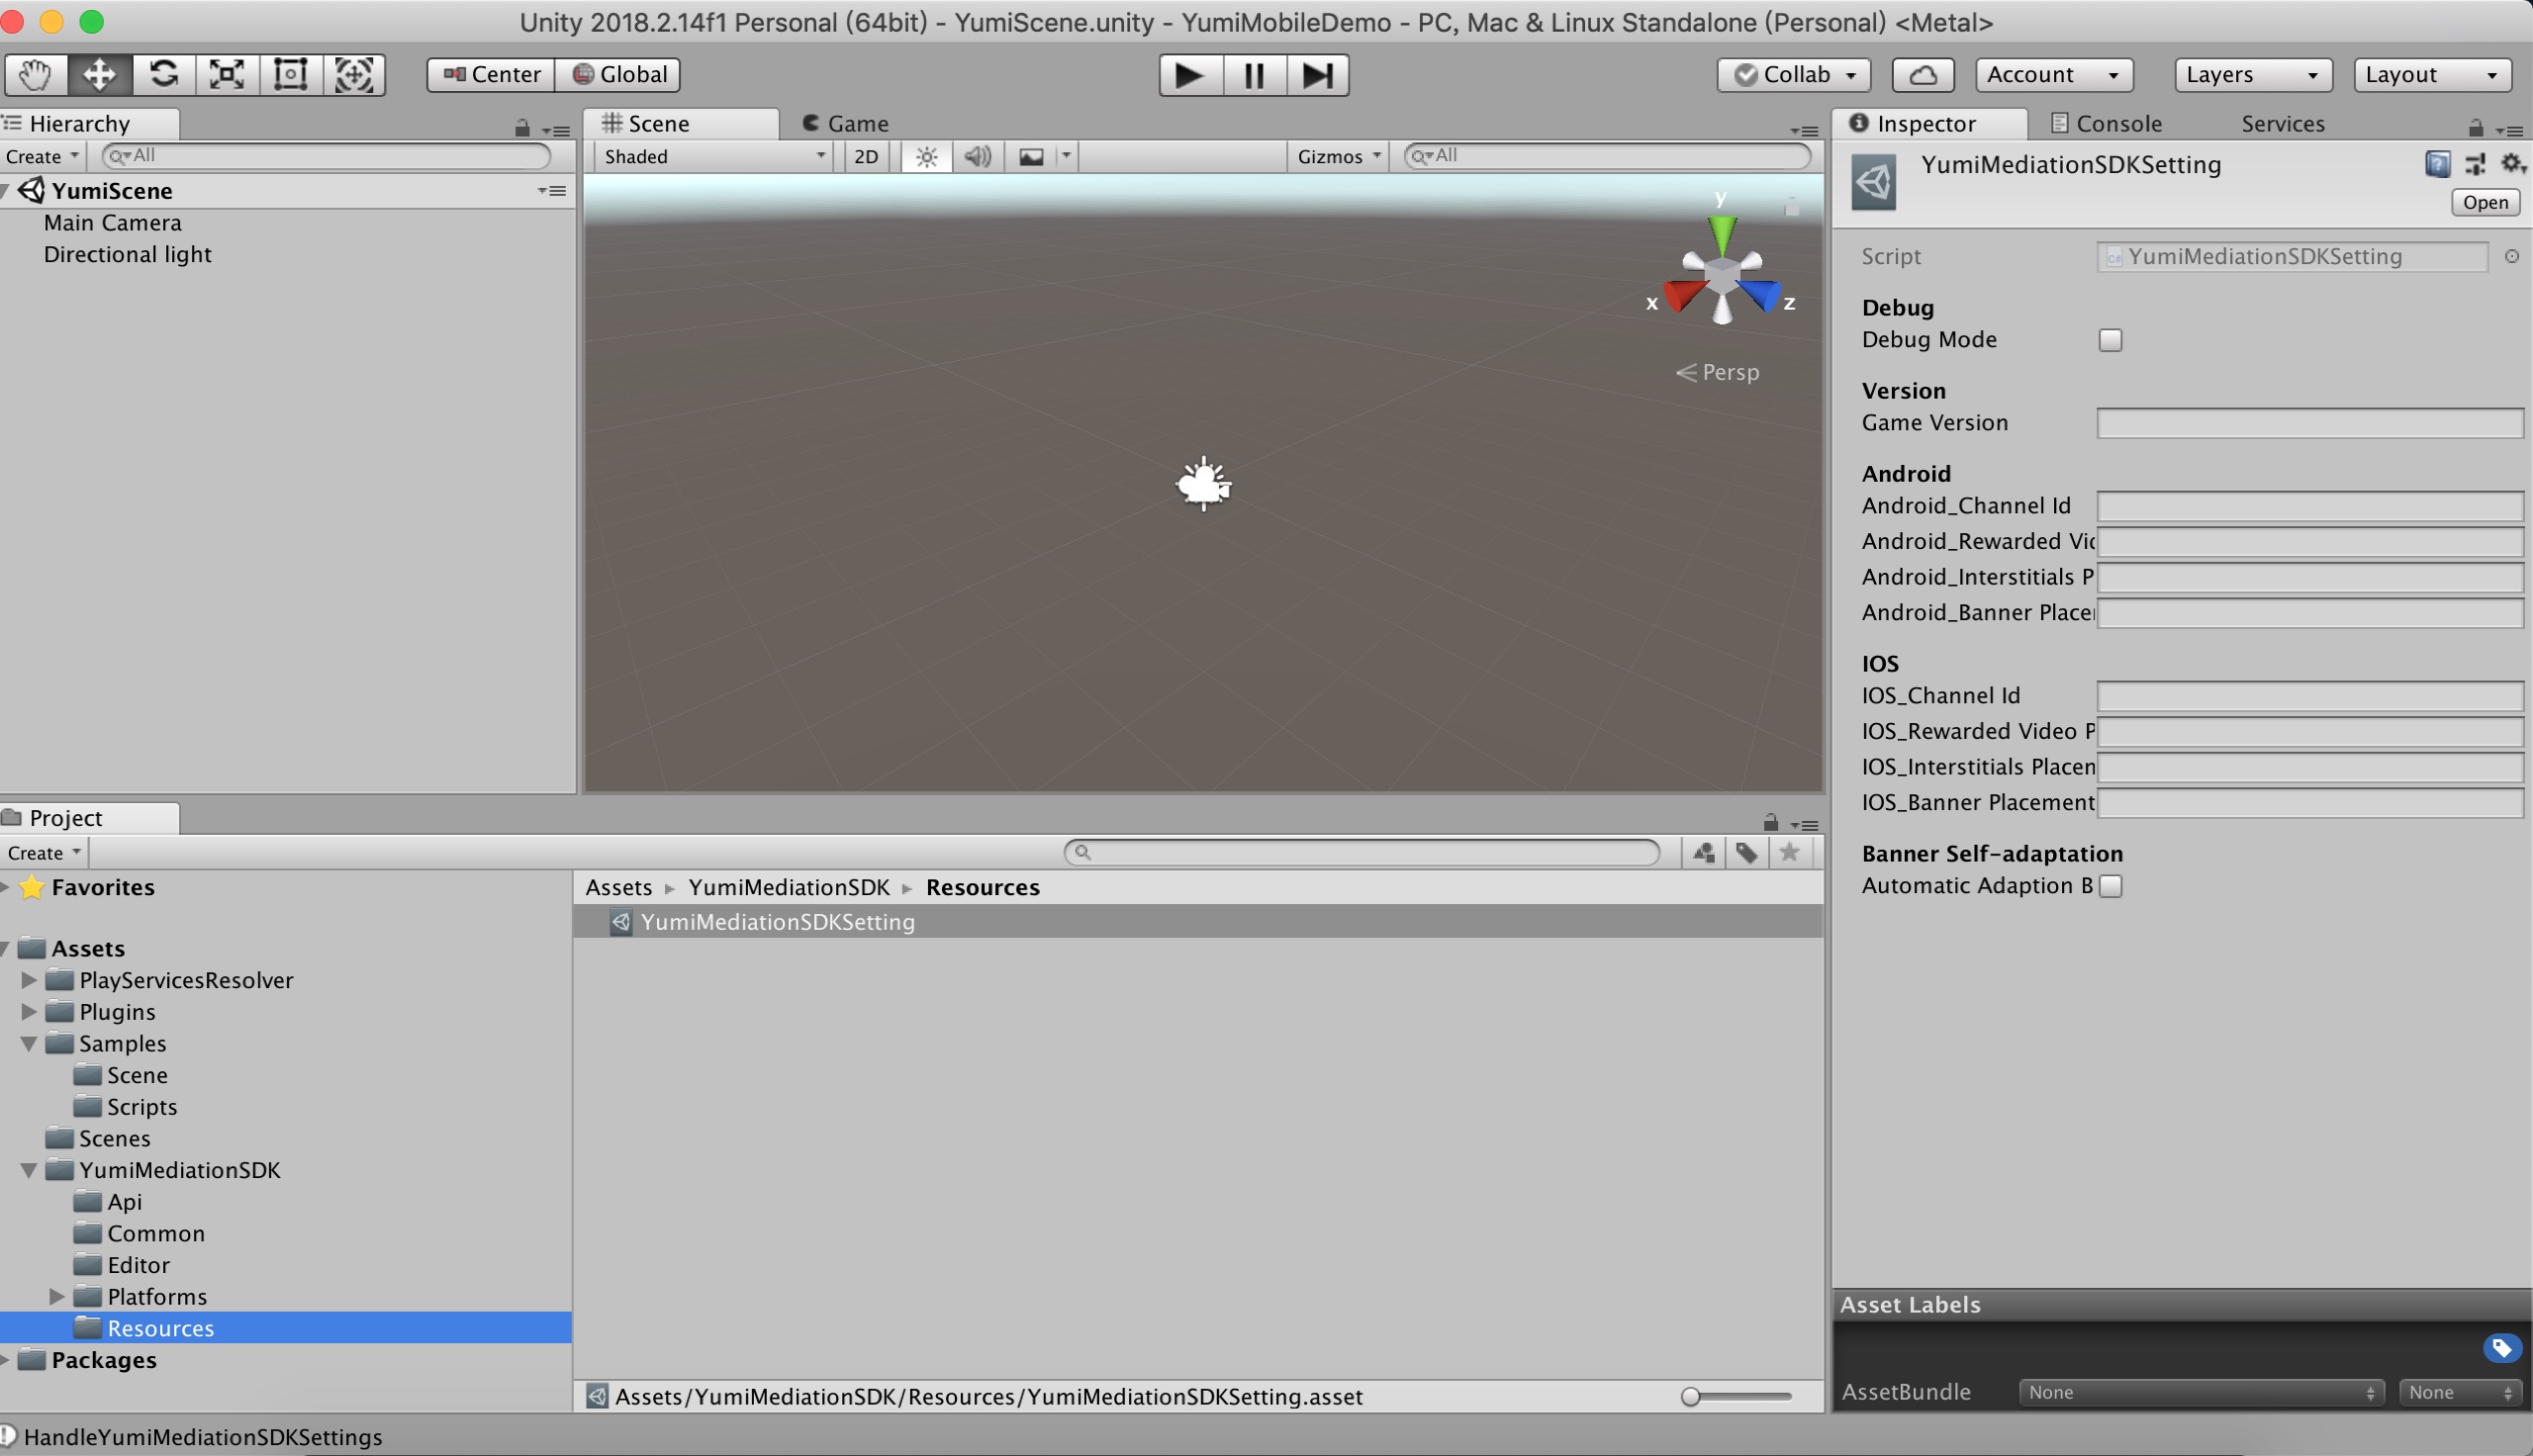 Unity 2018.2.14f1 Personal (64bit) - YumiScene.unity - YumiMobileDemo - PC, Mac & Linux Standalone (Personal) <Metal>
Center Global Collab Account Layers Layout
Hierarchy
Create All
YumiScene
Main Camera
Directional light
Scene Game
Shaded 2D Gizmos All
y
x z
Persp
Inspector Console Services
YumiMediationSDKSetting
Open
Script YumiMediationSDKSetting
Debug
Debug Mode
Version
Game Version
Android
Android_Channel Id
Android_Rewarded Vic
Android_Interstitials P
Android_Banner Place
IOS
IOS_Channel Id
IOS_Rewarded Video P
IOS_Interstitials Placen
IOS_Banner Placement
Banner Self-adaptation
Automatic Adaption B
Project
Create
Favorites
Assets
PlayServicesResolver
Plugins
Samples
Scene
Scripts
Scenes
YumiMediationSDK
Api
Common
Editor
Platforms
Resources
Packages
Assets YumiMediationSDK Resources
YumiMediationSDKSetting
Assets/YumiMediationSDK/Resources/YumiMediationSDKSetting.asset
Asset Labels
AssetBundle None None
HandleYumiMediationSDKSettings